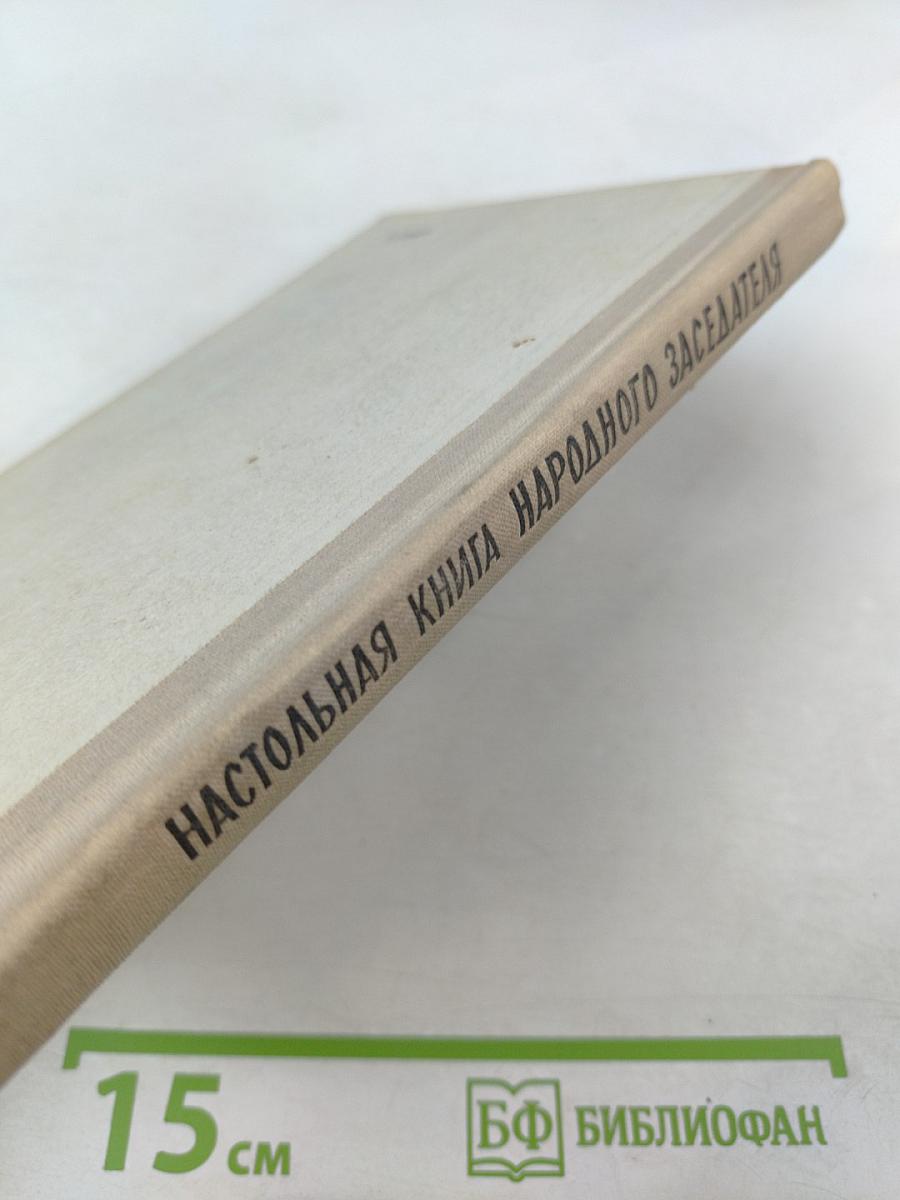 НАСТОЛЬНАЯ КНИГА НАРОДНОГО ЗАСЕДАТЕЛЯ
15 см
БФ БИБЛИОФАН